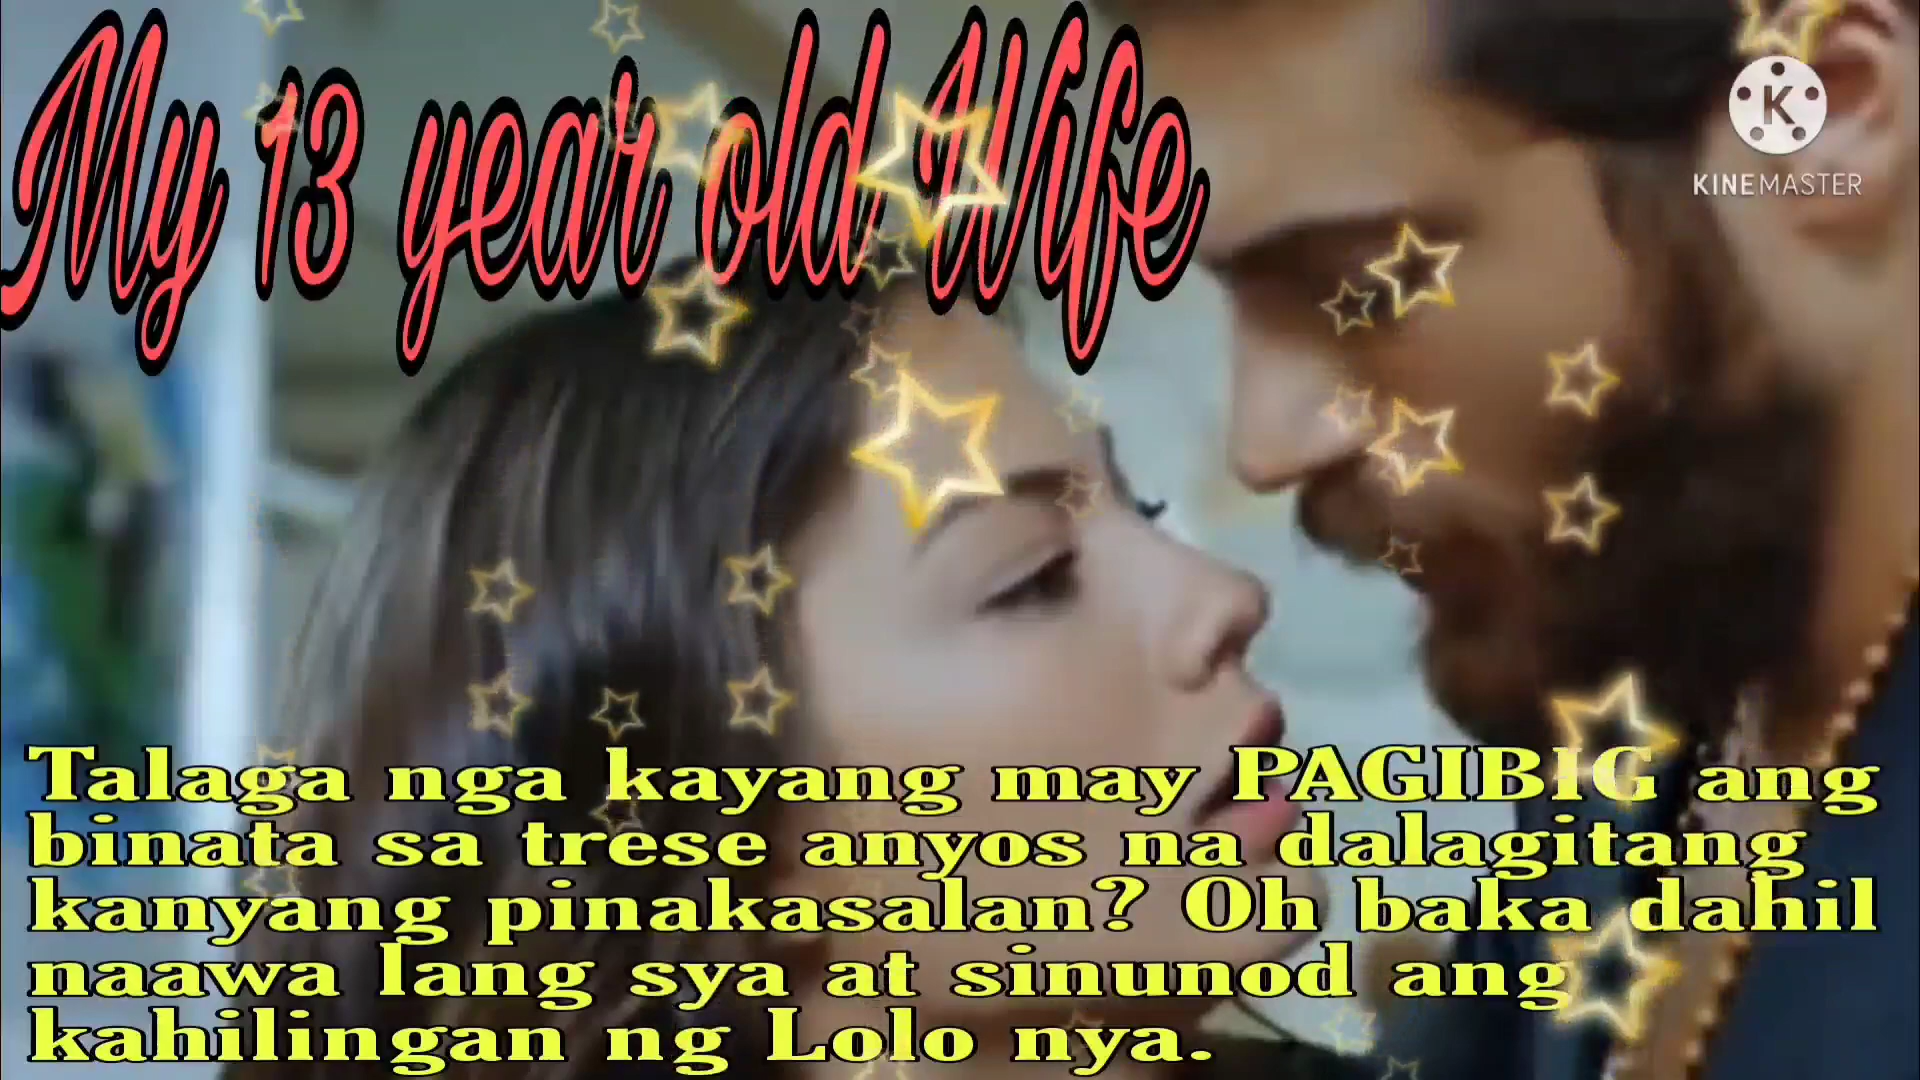 My 13 year old Wife
KINEMASTER
Talaga nga kayang may PAGIBIG ang
binata sa trese anyos na dalagitang
kanyang pinakasalan? Oh baka dahil
naawa lang sya at sinunod ang
kahilingan ng Lolo nya.